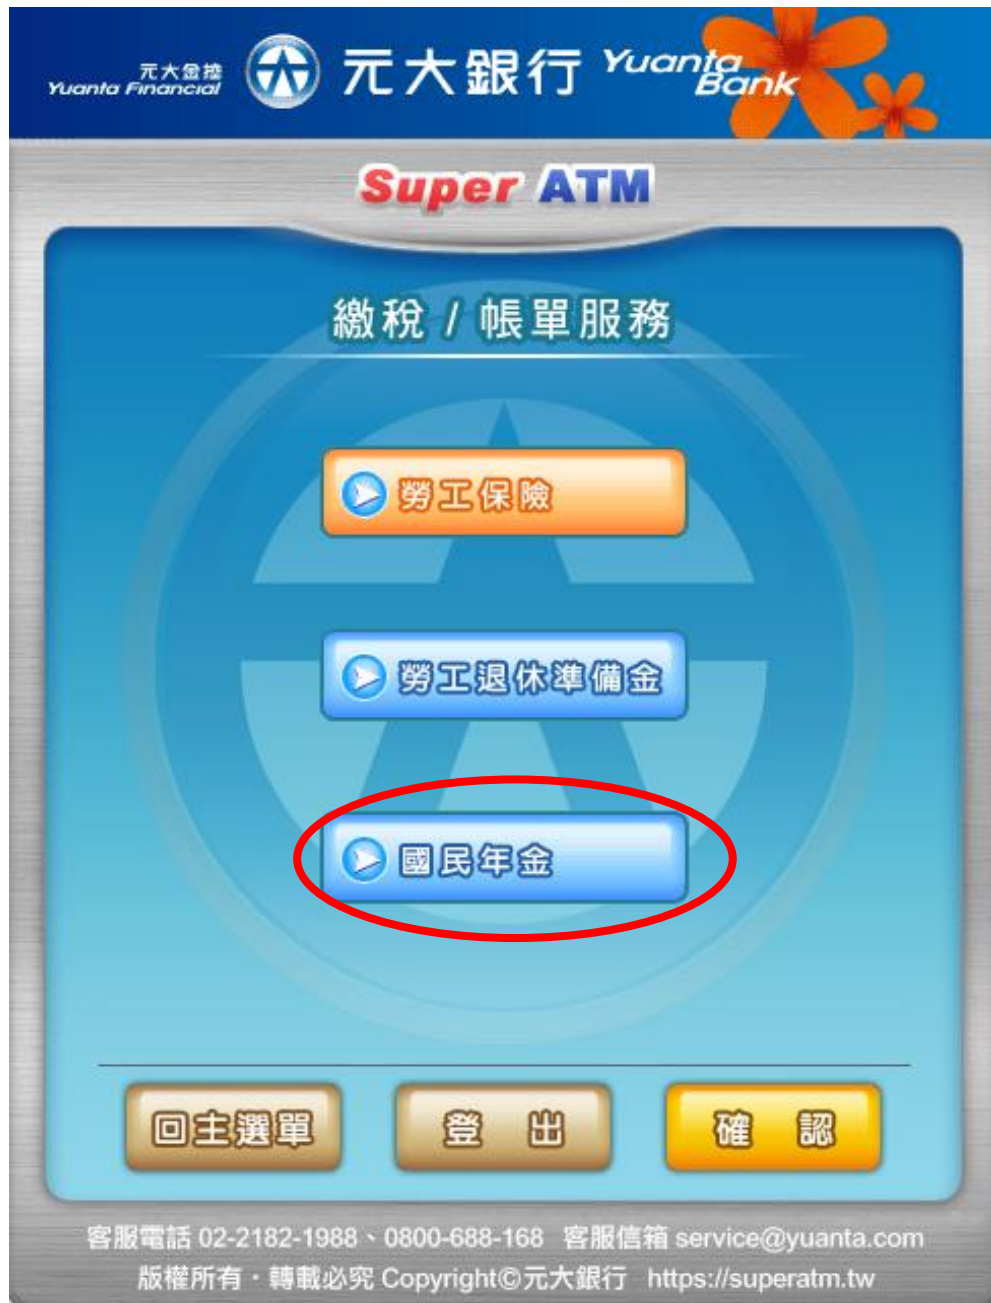 元大金控
Yuanta Financial
元大銀行 Yuanta Bank
Super ATM
繳稅 / 帳單服務
勞工保險
勞工退休準備金
國民年金
回主選單 登出 確認
客服電話 02-2182-1988、0800-688-168 客服信箱 service@yuanta.com
版權所有・轉載必究 Copyright©元大銀行 https://superatm.tw